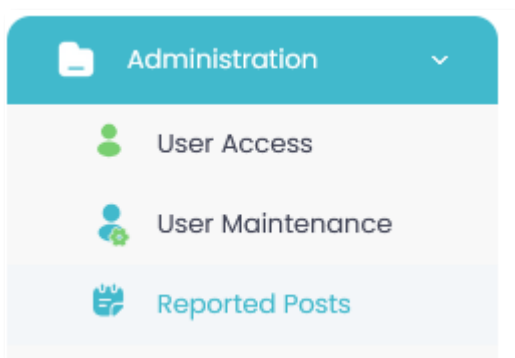 Administration
User Access
User Maintenance
Reported Posts